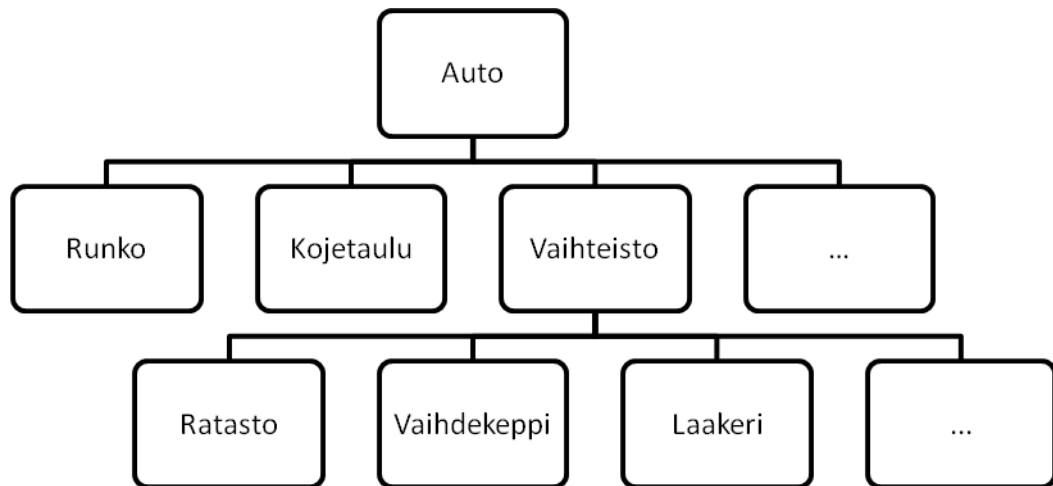 Auto
Runko
Kojetaulu
Vaihteisto
...
Ratasto
Vaihdekeppi
Laakeri
...